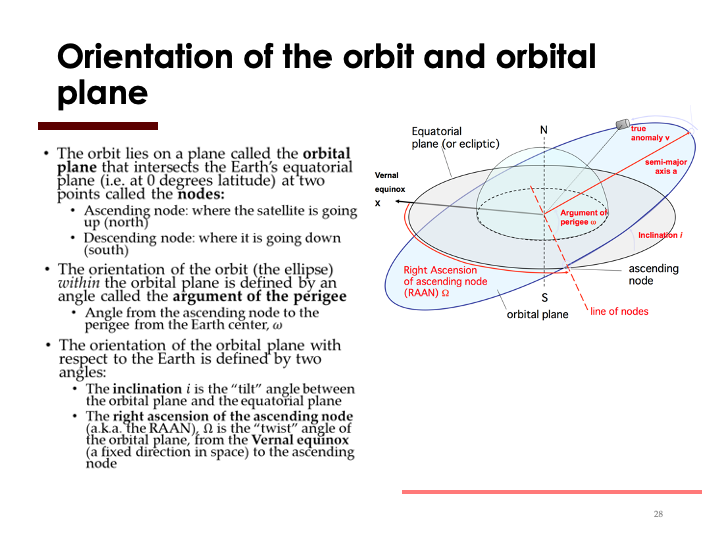 Orientation of the orbit and orbital
plane
• The orbit lies on a plane called the orbital
plane that intersects the Earth's equatorial
plane (i.e. at 0 degrees latitude) at two
points called the nodes:
• Ascending node: where the satellite is going
up (north)
• Descending node: where it is going down
(south)
• The orientation of the orbit (the ellipse)
within the orbital plane is defined by an
angle called the argument of the perigee
• Angle from the ascending node to the
perigee from the Earth center, ω
• The orientation of the orbital plane with
respect to the Earth is defined by two
angles:
• The inclination i is the “tilt” angle between
the orbital plane and the equatorial plane
• The right ascension of the ascending node
(a.k.a. the RAAN), Ω is the “twist” angle of
the orbital plane, from the Vernal equinox
(a fixed direction in space) to the ascending
node
Equatorial
plane (or ecliptic)
N
true
anomaly ν
semi-major
axis a
Vernal
equinox
X
Argument of
perigee ω
Inclination i
Right Ascension
of ascending node
(RAAN) Ω
ascending
node
S
orbital plane
line of nodes
28